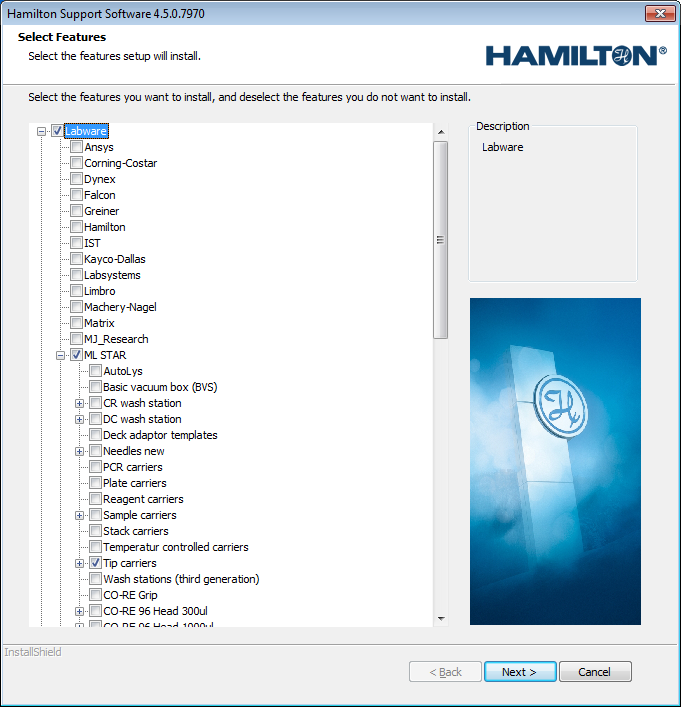 Hamilton Support Software 4.5.0.7970
Select Features
Select the features setup will install.
HAMILTON®
Select the features you want to install, and deselect the features you do not want to install.
Labware
Ansys
Corning-Costar
Dynex
Falcon
Greiner
Hamilton
IST
Kayco-Dallas
Labsystems
Limbro
Machery-Nagel
Matrix
MJ_Research
ML STAR
AutoLys
Basic vacuum box (BVS)
CR wash station
DC wash station
Deck adaptor templates
Needles new
PCR carriers
Plate carriers
Reagent carriers
Sample carriers
Stack carriers
Temperatur controlled carriers
Tip carriers
Wash stations (third generation)
CO-RE Grip
CO-RE 96 Head 300ul
CO-RE 96 Head 1000ul
Description
Labware
InstallShield
< Back
Next >
Cancel